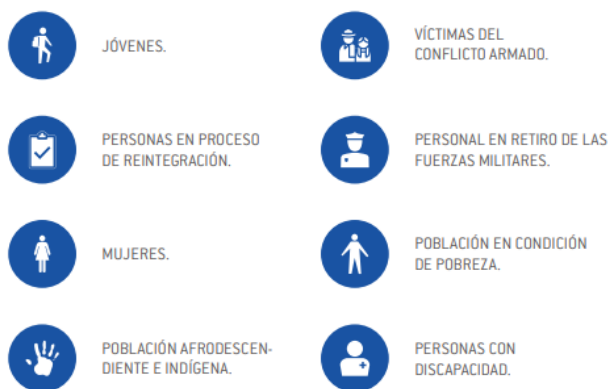 JÓVENES.
VÍCTIMAS DEL
CONFLICTO ARMADO.
PERSONAS EN PROCESO
DE REINTEGRACIÓN.
PERSONAL EN RETIRO DE LAS
FUERZAS MILITARES.
MUJERES.
POBLACIÓN EN CONDICIÓN
DE POBREZA.
POBLACIÓN AFRODESCEN-
DIENTE E INDÍGENA.
PERSONAS CON
DISCAPACIDAD.